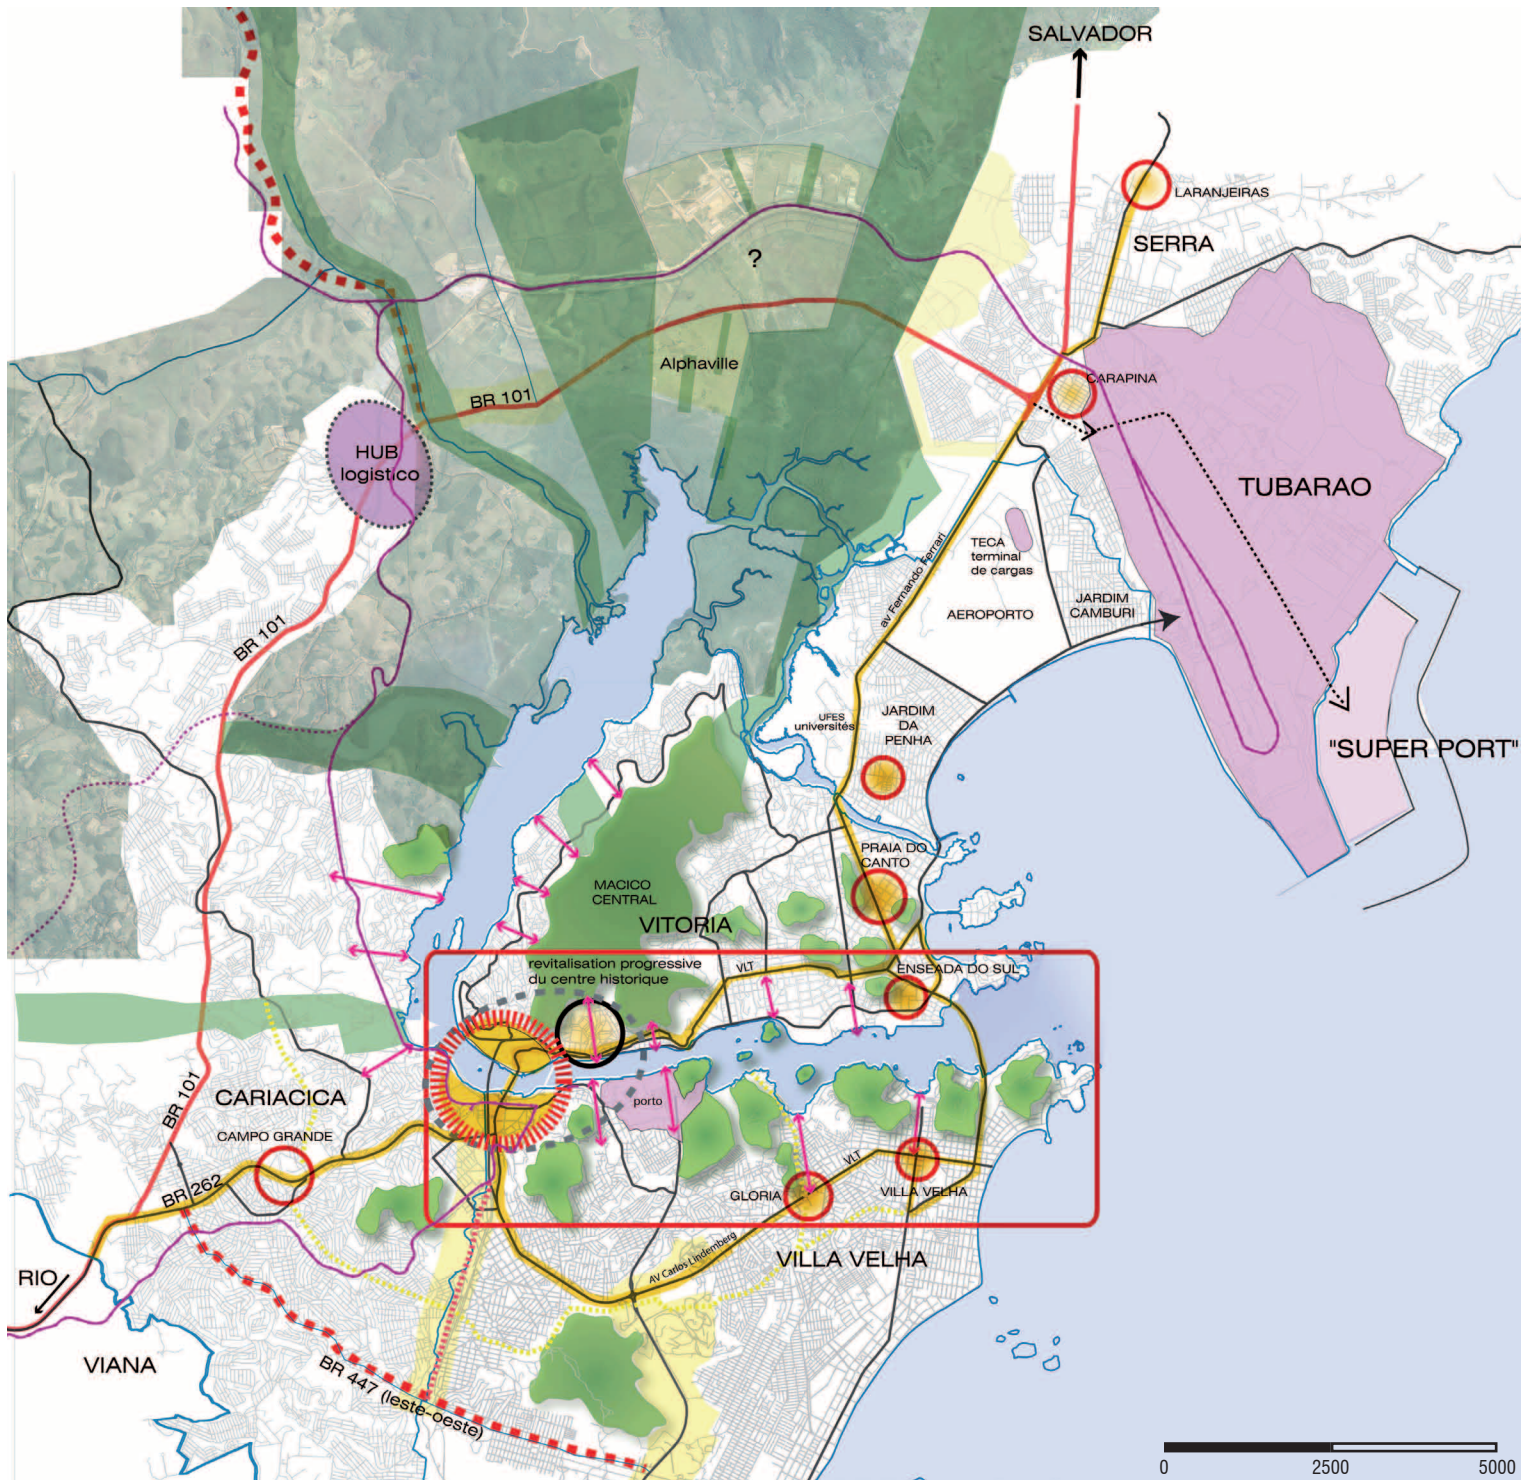 SALVADOR
LARANJEIRAS
SERRA
?
Alphaville
BR 101
CARAPINA
HUB
logistico
TUBARAO
TECA
terminal
de cargas
av Fernando Ferrari
AEROPORTO
JARDIM
CAMBURI
BR 101
UFES
universités
JARDIM
DA
PENHA
"SUPER PORT"
PRAIA DO
CANTO
MACICO
CENTRAL
VITORIA
revitalisation progressive
du centre historique
VLT
ENSEADA DO SUL
CARIACICA
BR 101
porto
CAMPO GRANDE
BR 262
VLT
GLORIA
VILLA VELHA
AV Carlos Lindemberg
VILLA VELHA
RIO
VIANA
BR 447 (leste-oeste)
0 2500 5000